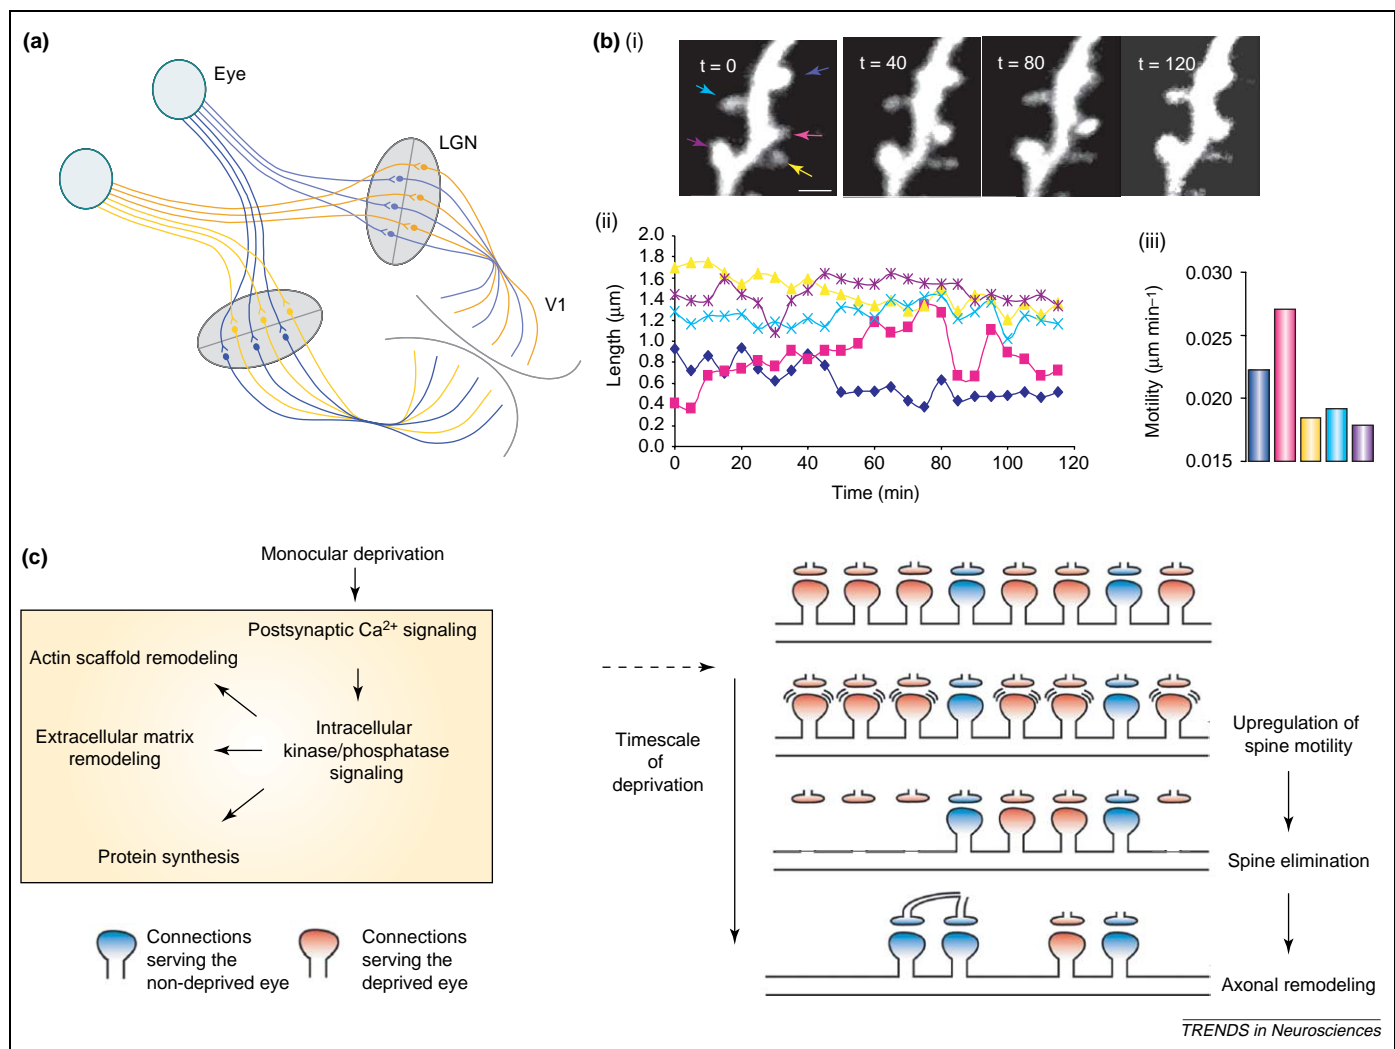 (a)
Eye
LGN
V1
(b) (i)
t = 0
t = 40
t = 80
t = 120
(ii)
Length (µm)
2.0
1.8
1.6
1.4
1.2
1.0
0.8
0.6
0.4
0.2
0.0
0
20
40
60
80
100
120
Time (min)
(iii)
Motility (µm min–1)
0.030
0.025
0.020
0.015
(c)
Monocular deprivation
Postsynaptic Ca2+ signaling
Actin scaffold remodeling
Extracellular matrix
remodeling
Intracellular
kinase/phosphatase
signaling
Protein synthesis
Connections
serving the
non-deprived eye
Connections
serving the
deprived eye
Timescale
of
deprivation
Upregulation of
spine motility
Spine elimination
Axonal remodeling
TRENDS in Neurosciences